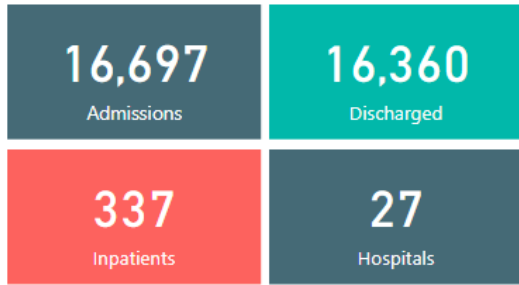 16,697
Admissions
16,360
Discharged
337
Inpatients
27
Hospitals